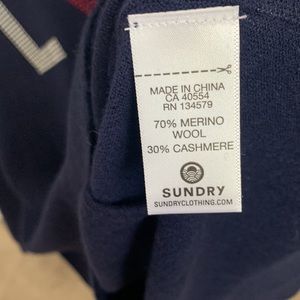 MADE IN CHINA
CA 40554
RN 134579
70% MERINO
WOOL
30% CASHMERE
SUNDRY
SUNDRYCLOTHING.COM